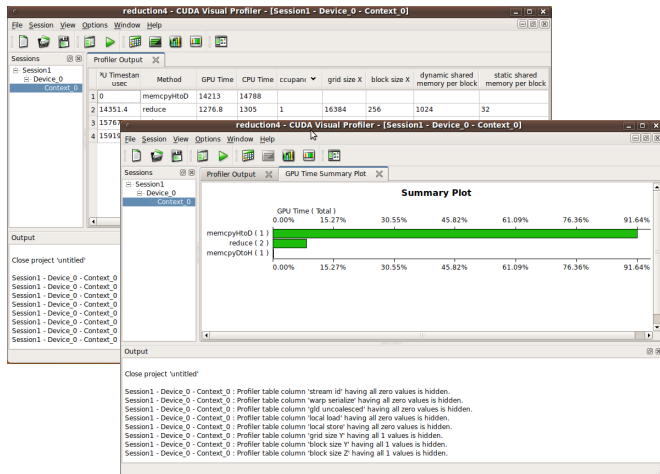 reduction4 - CUDA Visual Profiler - [Session1 - Device_0 - Context_0]
File Session View Options Window Help
Sessions
Profiler Output
Session1
Device_0
Context_0
PU Timestan usec Method GPU Time CPU Time ccupanc grid size X block size X dynamic shared memory per block static shared memory per block
1 0 memcpyHtoD 14213 14788
2 14351.4 reduce 1276.8 1305 1 16384 256 1024 32
3 15767
4 15919
Output
Close project 'untitled'
Session1 - Device_0 - Context_0
Session1 - Device_0 - Context_0
Session1 - Device_0 - Context_0
Session1 - Device_0 - Context_0
Session1 - Device_0 - Context_0
Session1 - Device_0 - Context_0
Session1 - Device_0 - Context_0
Session1 - Device_0 - Context_0
reduction4 - CUDA Visual Profiler - [Session1 - Device_0 - Context_0]
File Session View Options Window Help
Sessions
Profiler Output
GPU Time Summary Plot
Session1
Device_0
Context_0
Summary Plot
GPU Time ( Total )
0.00% 15.27% 30.55% 45.82% 61.09% 76.36% 91.64%
memcpyHtoD ( 1 )
reduce ( 2 )
memcpyDtoH ( 1 )
0.00% 15.27% 30.55% 45.82% 61.09% 76.36% 91.64%
Output
Close project 'untitled'
Session1 - Device_0 - Context_0 : Profiler table column 'stream id' having all zero values is hidden.
Session1 - Device_0 - Context_0 : Profiler table column 'warp serialize' having all zero values is hidden.
Session1 - Device_0 - Context_0 : Profiler table column 'gld uncoalesced' having all zero values is hidden.
Session1 - Device_0 - Context_0 : Profiler table column 'local load' having all zero values is hidden.
Session1 - Device_0 - Context_0 : Profiler table column 'local store' having all zero values is hidden.
Session1 - Device_0 - Context_0 : Profiler table column 'grid size Y' having all 1 values is hidden.
Session1 - Device_0 - Context_0 : Profiler table column 'block size Y' having all 1 values is hidden.
Session1 - Device_0 - Context_0 : Profiler table column 'block size Z' having all 1 values is hidden.